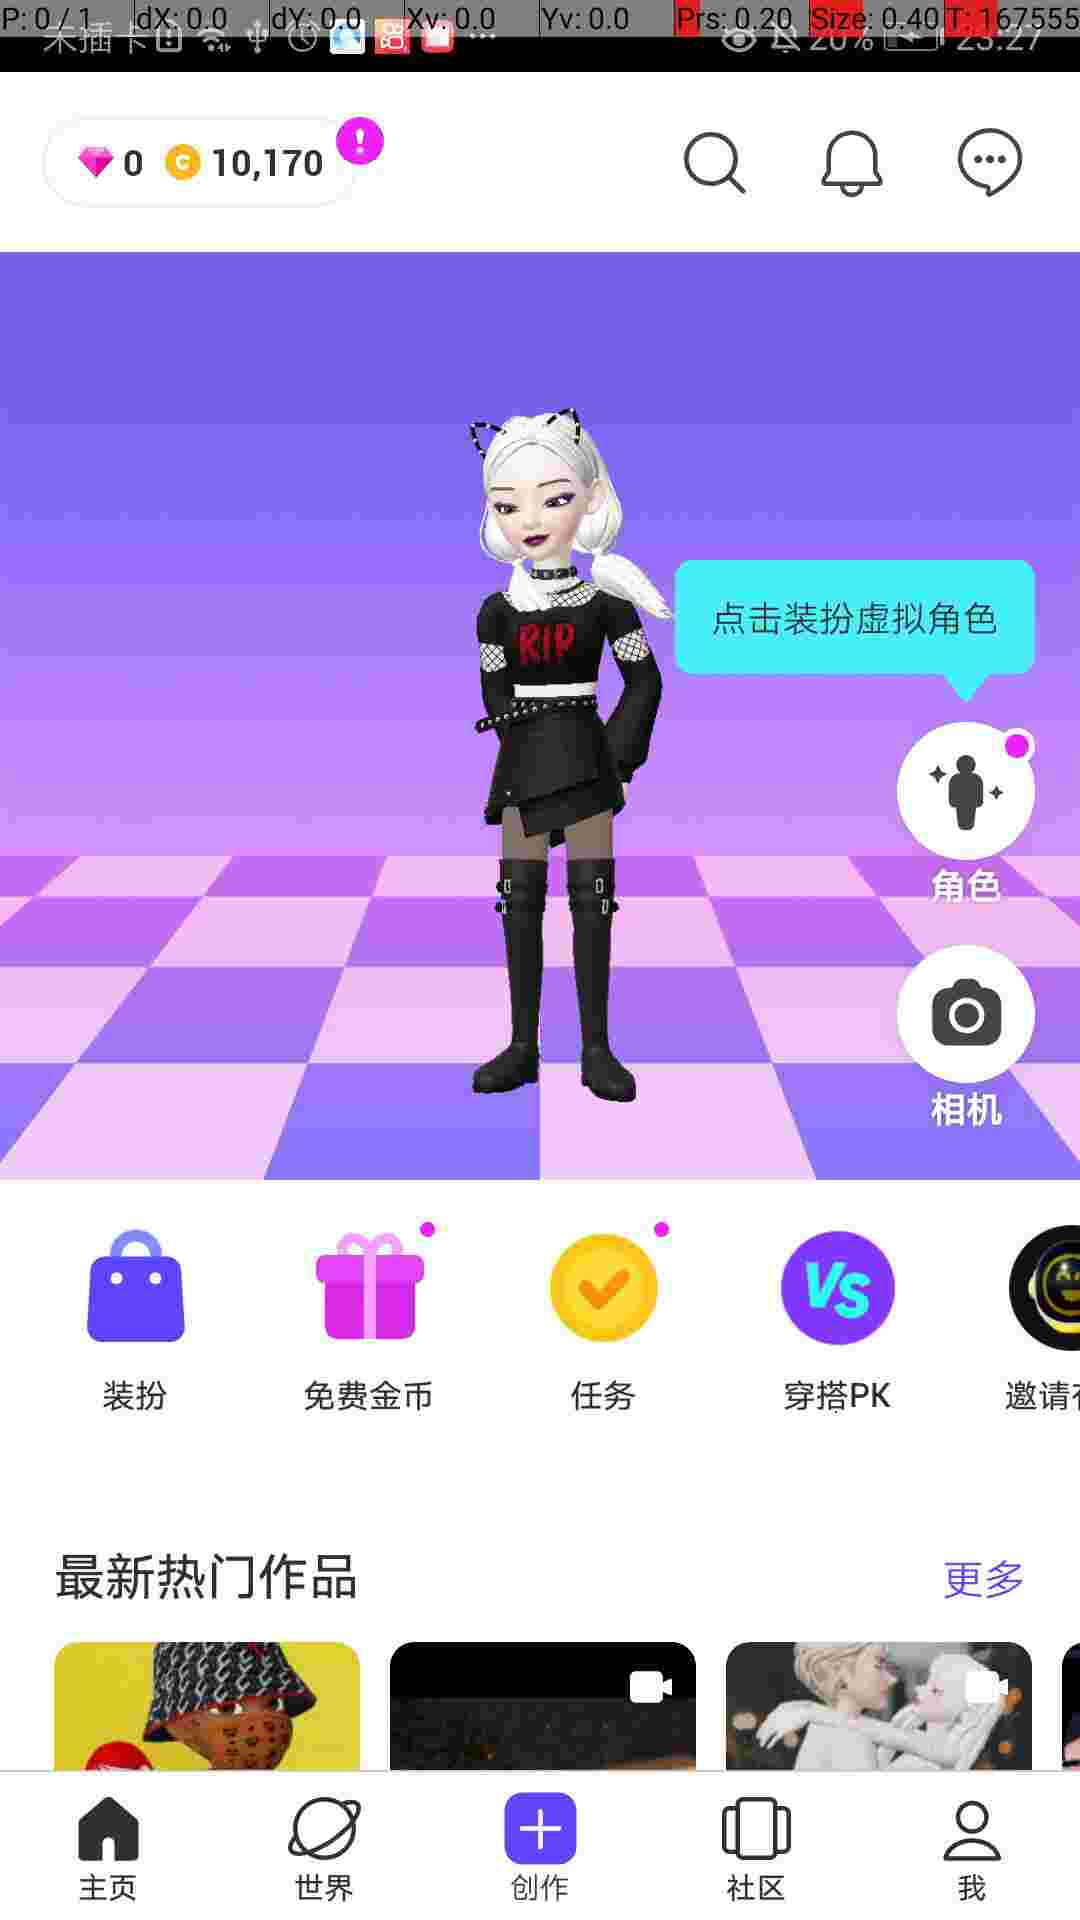 P: 0 / 1 dX: 0.0 dY: 0.0 Xv: 0.0 Yv: 0.0 Prs: 0.20 Size: 0.40 T: 167555
未插卡 20% 23:27
0 C 10,170 !
点击装扮虚拟角色
RIP
角色
相机
VS
装扮 免费金币 任务 穿搭PK 邀请
最新热门作品 更多
主页 世界 创作 社区 我